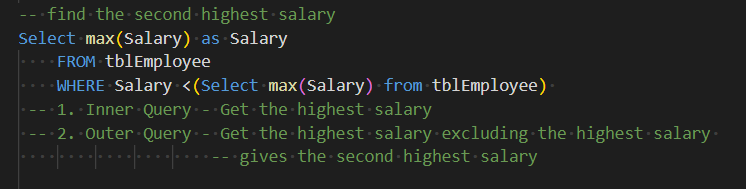 -- find the second highest salary
Select max(Salary) as Salary
FROM tblEmployee
WHERE Salary <(Select max(Salary) from tblEmployee)
-- 1. Inner Query - Get the highest salary
-- 2. Outer Query - Get the highest salary excluding the highest salary
-- gives the second highest salary